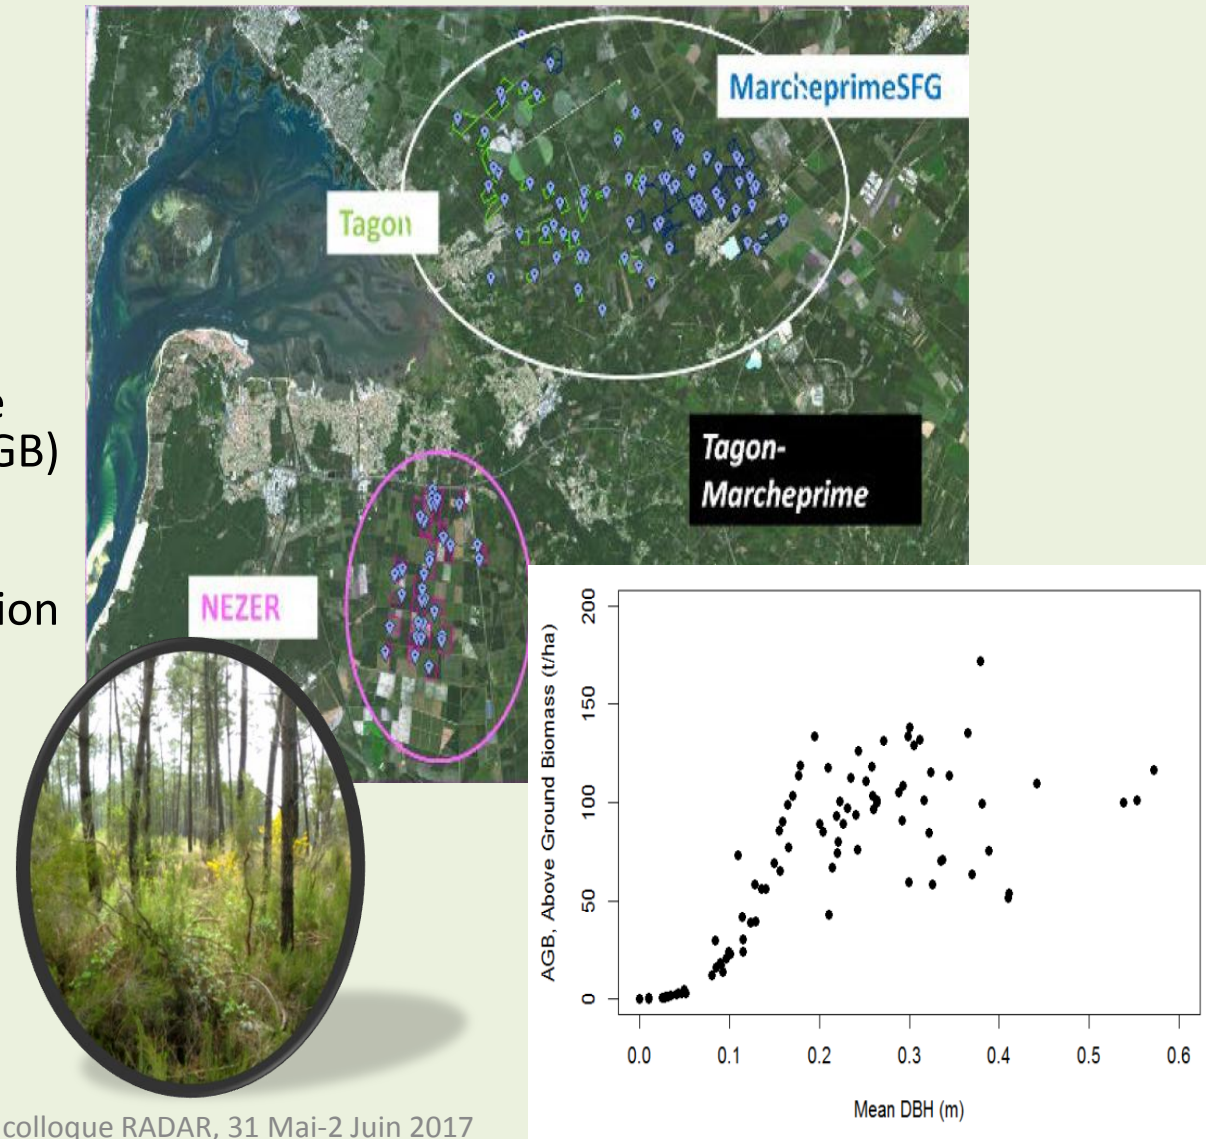 MarcheprimeSFG
Tagon
e
GB)
Tagon-
Marcheprime
ion
NEZER
AGB, Above Ground Biomass (t/ha)
200
150
100
50
0
0.0 0.1 0.2 0.3 0.4 0.5 0.6
Mean DBH (m)
colloque RADAR, 31 Mai-2 Juin 2017